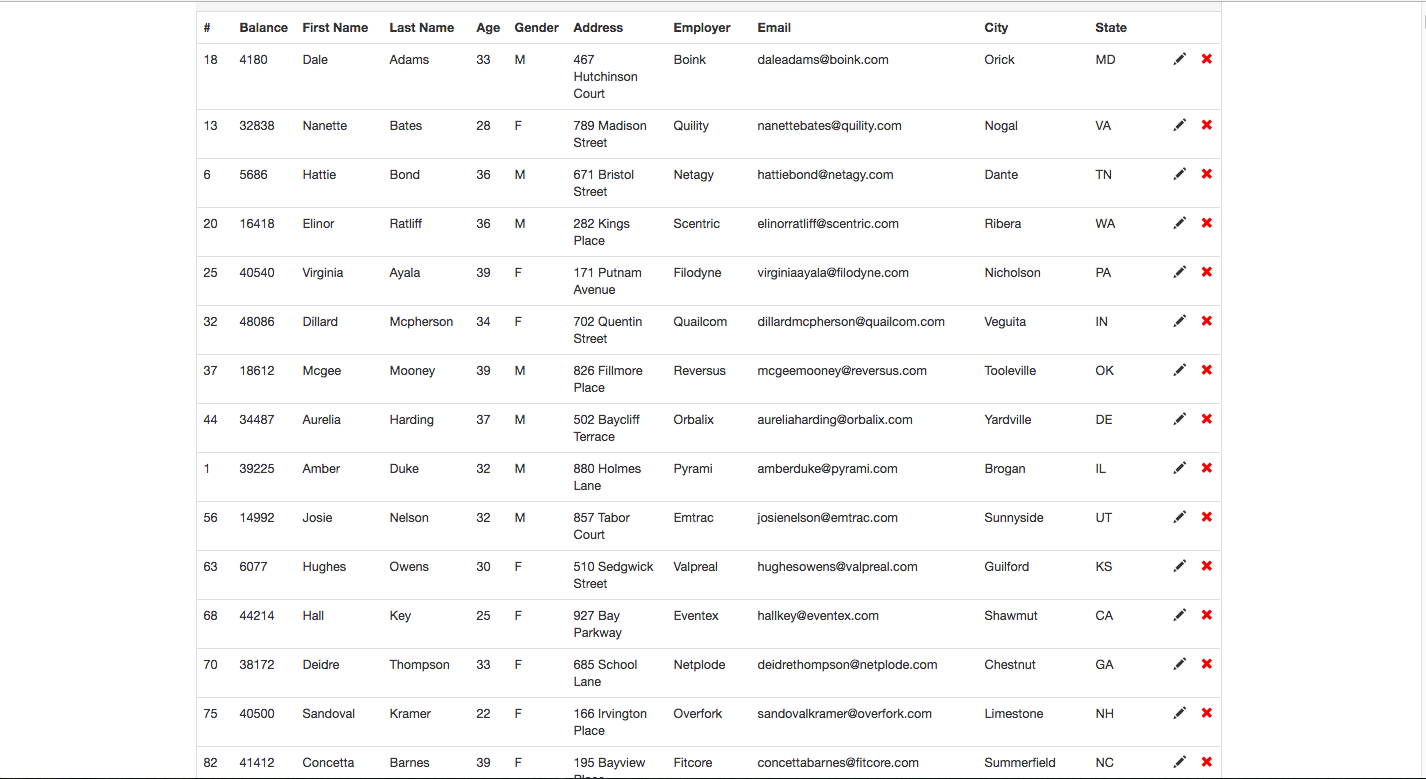 # Balance First Name Last Name Age Gender Address Employer Email City State
18 4180 Dale Adams 33 M 467 Boink daleadams@boink.com Orick MD
Hutchinson
Court
13 32838 Nanette Bates 28 F 789 Madison Quility nanettebates@quility.com Nogal VA
Street
6 5686 Hattie Bond 36 M 671 Bristol Netagy hattiebond@netagy.com Dante TN
Street
20 16418 Elinor Ratliff 36 M 282 Kings Scentric elinorratliff@scentric.com Ribera WA
Place
25 40540 Virginia Ayala 39 F 171 Putnam Filodyne virginiaayala@filodyne.com Nicholson PA
Avenue
32 48086 Dillard Mcpherson 34 F 702 Quentin Quailcom dillardmcpherson@quailcom.com Veguita IN
Street
37 18612 Mcgee Mooney 39 M 826 Fillmore Reversus mcgeemooney@reversus.com Tooleville OK
Place
44 34487 Aurelia Harding 37 M 502 Baycliff Orbalix aureliaharding@orbalix.com Yardville DE
Terrace
1 39225 Amber Duke 32 M 880 Holmes Pyrami amberduke@pyrami.com Brogan IL
Lane
56 14992 Josie Nelson 32 M 857 Tabor Emtrac josienelson@emtrac.com Sunnyside UT
Court
63 6077 Hughes Owens 30 F 510 Sedgwick Valpreal hughesowens@valpreal.com Guilford KS
Street
68 44214 Hall Key 25 F 927 Bay Eventex hallkey@eventex.com Shawmut CA
Parkway
70 38172 Deidre Thompson 33 F 685 School Netplode deidrethompson@netplode.com Chestnut GA
Lane
75 40500 Sandoval Kramer 22 F 166 Irvington Overfork sandovalkramer@overfork.com Limestone NH
Place
82 41412 Concetta Barnes 39 F 195 Bayview Fitcore concettabarnes@fitcore.com Summerfield NC